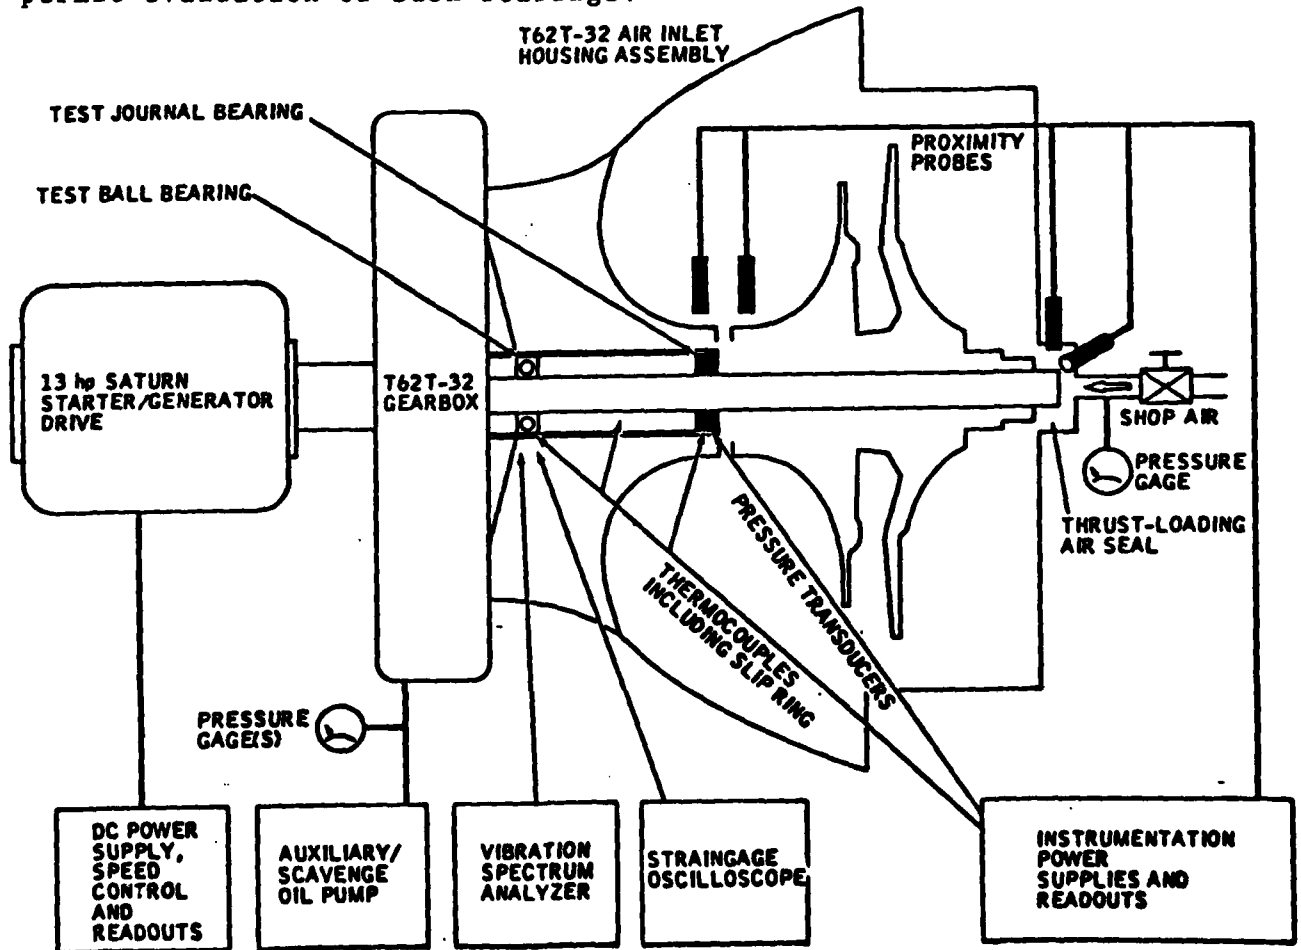 T62T-32 AIR INLET
HOUSING ASSEMBLY
TEST JOURNAL BEARING
PROXIMITY
PROBES
TEST BALL BEARING
13 hp SATURN
STARTER/GENERATOR
DRIVE
T62T-32
GEARBOX
SHOP AIR
PRESSURE
GAGE
THRUST-LOADING
AIR SEAL
PRESSURE TRANSDUCERS
THERMOCOUPLES
INCLUDING SLIP RING
PRESSURE
GAGE(S)
DC POWER
SUPPLY,
SPEED
CONTROL
AND
READOUTS
AUXILIARY/
SCAVENGE
OIL PUMP
VIBRATION
SPECTRUM
ANALYZER
STRAINGAGE
OSCILLOSCOPE
INSTRUMENTATION
POWER
SUPPLIES AND
READOUTS